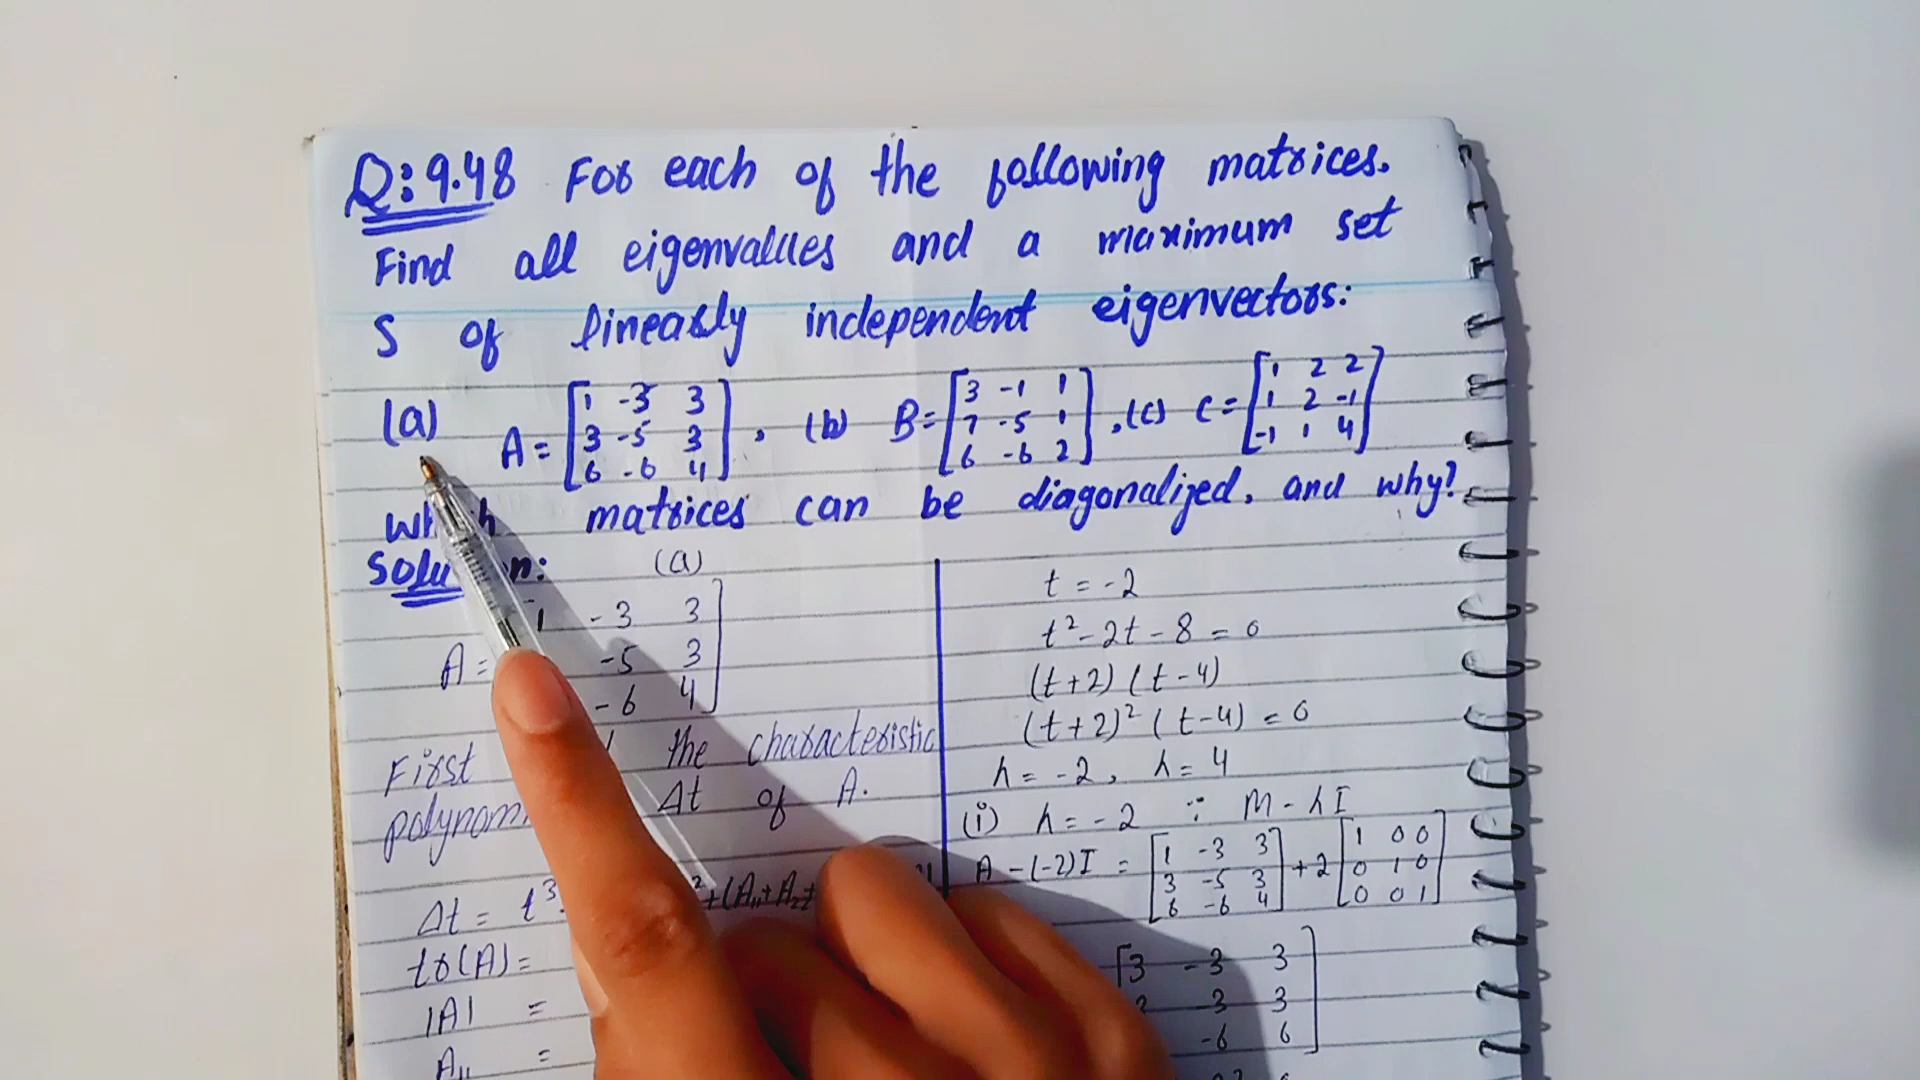 Q:9.48 For each of the following matrices.
Find all eigenvalues and a maximum set
S of linearly independent eigenvectors:
(a) A = [1 -3 3
3 -5 3
6 -6 4], (b) B = [3 -1 1
7 -5 1
6 -6 2], (c) C = [1 2 2
1 2 -1
-1 1 4]
matrices can be diagonalized, and why?
(a)
1 -3 3
A = -5 3
-6 4
First the characteristic
Δt of A.
Δt = t³
tr(A) =
|A| =
A₁₁ =
t = -2
t² - 2t - 8 = 0
(t+2) (t-4)
(t+2)² (t-4) = 0
λ = -2, λ = 4
(i) λ = -2 ∵ M - λI
A - (-2)I = [1 -3 3
3 -5 3
6 -6 4] + 2 [1 0 0
0 1 0
0 0 1]
[3 -3 3
-3 3
-6 6]